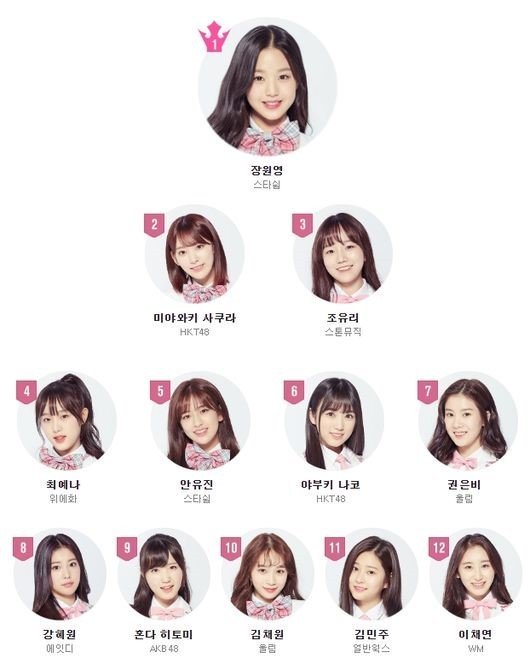 1
장원영
스타쉽
2
3
미야와키 사쿠라
조유리
HKT48
스톤뮤직
4
5
6
7
최예나
안유진
야부키 나코
권은비
위에화
스타쉽
HKT48
울림
8
9
10
11
12
강혜원
혼다 히토미
김채원
김민주
이채연
에잇디
AKB48
울림
얼반웍스
WM